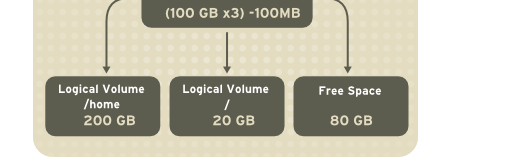 (100 GB x3) -100MB
Logical Volume
/home
200 GB
Logical Volume
/
20 GB
Free Space
80 GB